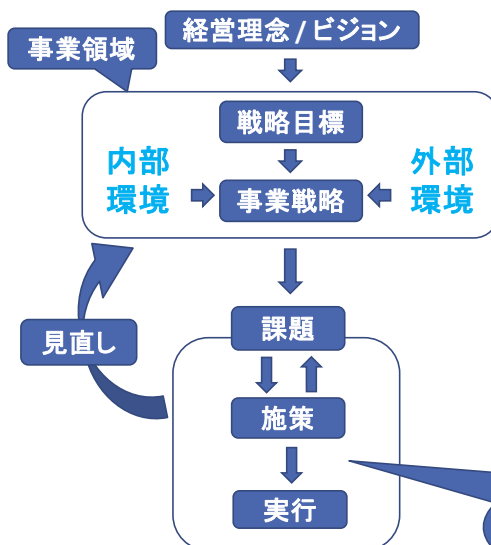 経営理念/ビジョン
事業領域
戦略目標
内部
環境
外部
環境
事業戦略
課題
見直し
施策
実行